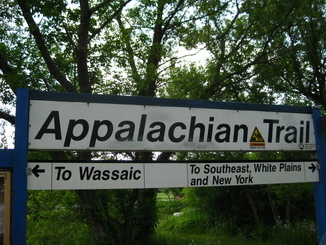 Appalachian Trail
To Wassaic
To Southeast, White Plains
and New York